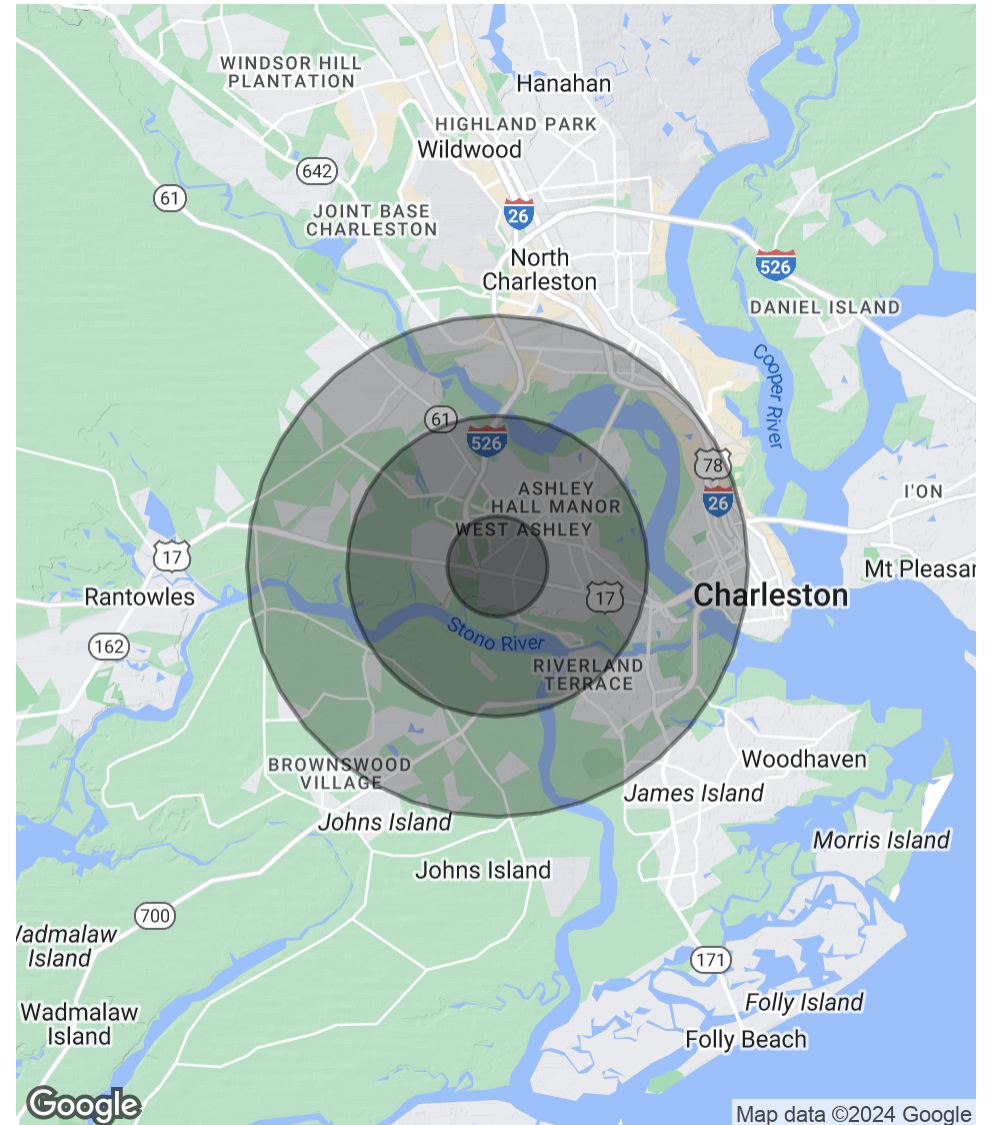 WINDSOR HILL
PLANTATION
Hanahan
HIGHLAND PARK
Wildwood
642
61
JOINT BASE
CHARLESTON
26
North
Charleston
526
DANIEL ISLAND
Cooper River
61
526
78
ASHLEY
HALL MANOR
26
I'ON
WEST ASHLEY
17
Mt Pleasan
Rantowles
17
Charleston
162
Stono River
RIVERLAND
TERRACE
BROWNSWOOD
VILLAGE
Woodhaven
James Island
Johns Island
Morris Island
Johns Island
700
Wadmalaw
Island
171
Folly Island
Wadmalaw
Island
Folly Beach
Google
Map data ©2024 Google